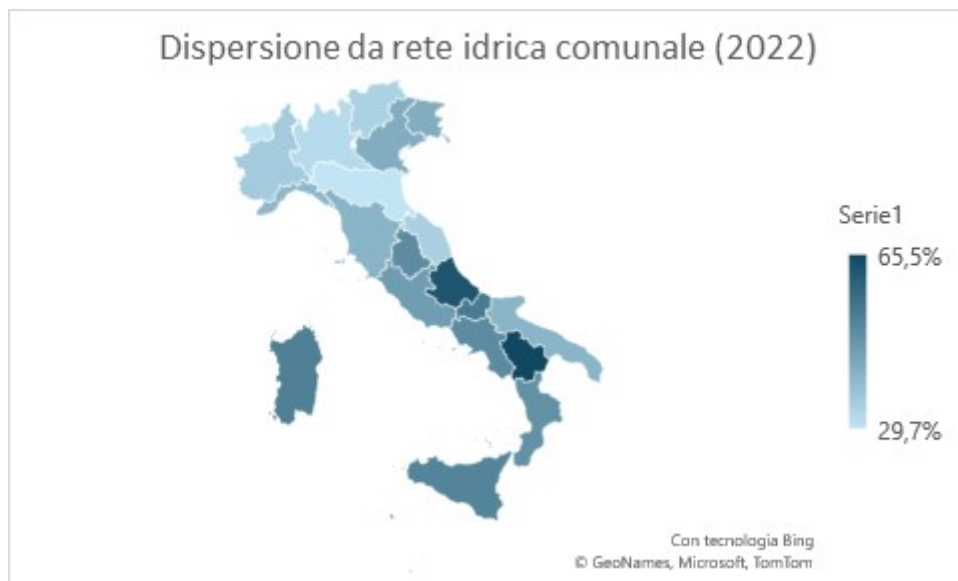 Dispersione da rete idrica comunale (2022)
Serie1
65,5%
29,7%
Con tecnologia Bing
© GeoNames, Microsoft, TomTom